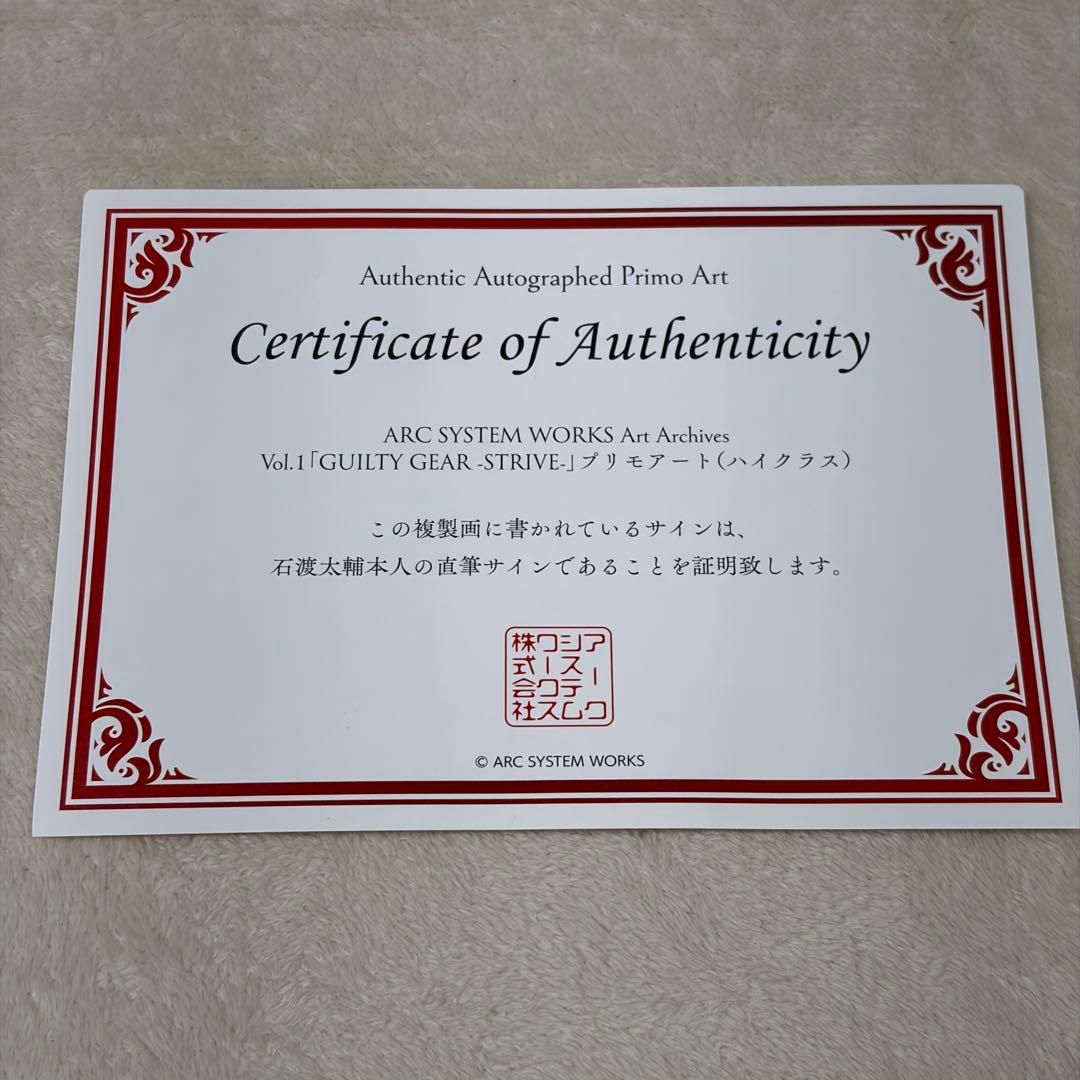 Authentic Autographed Primo Art
Certificate of Authenticity
ARC SYSTEM WORKS Art Archives
Vol.1「GUILTY GEAR -STRIVE-」プリモアート（ハイクラス）
この複製画に書かれているサインは、
石渡太輔本人の直筆サインであることを証明致します。
アーク
システム
ワークス
株式会社
© ARC SYSTEM WORKS